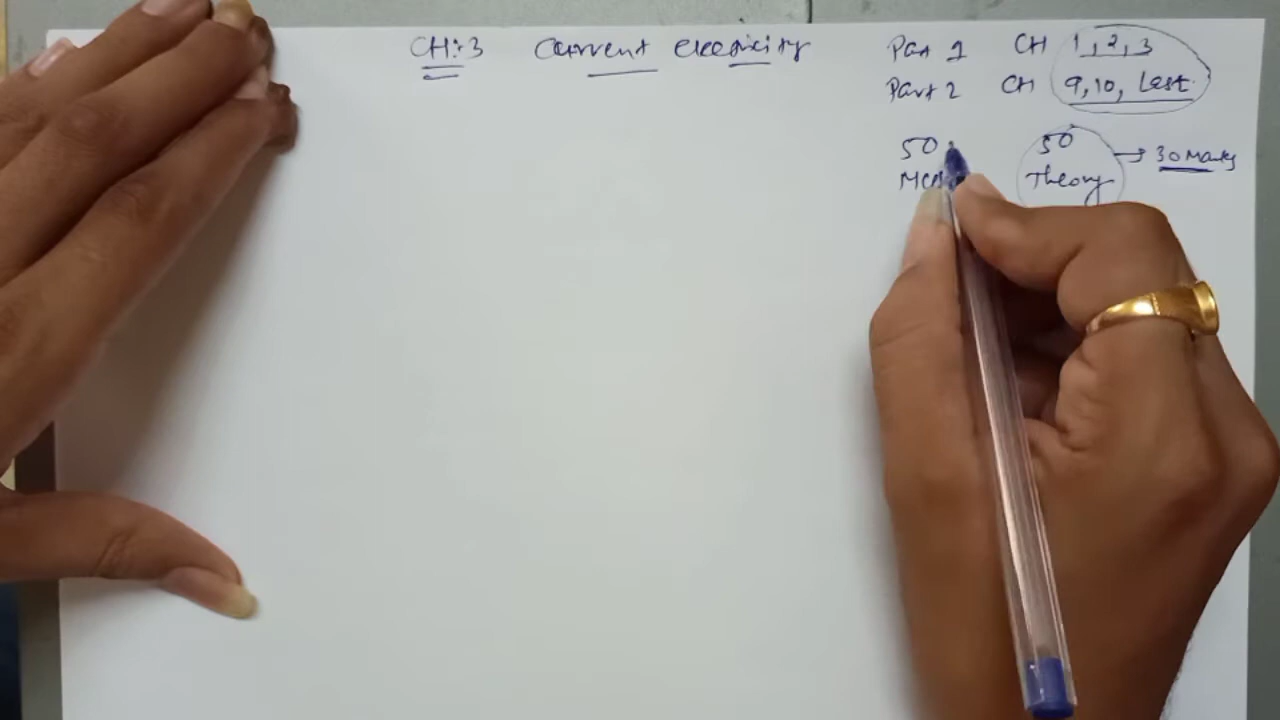 CH:3 Current Electricity
Part 1 CH 1,2,3
Part 2 CH 9,10, Last
50 50 → 30 Marks
Theory